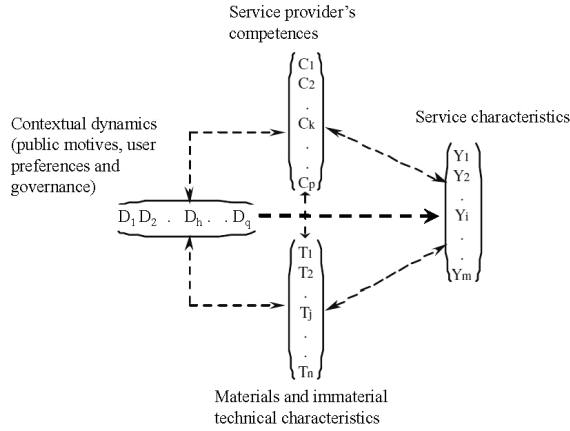 Service provider's
competences
C1
C2
.
Ck
.
.
Cp
Contextual dynamics
(public motives, user
preferences and
governance)
D1 D2 . Dh . . Dq
Service characteristics
Y1
Y2
.
Yi
.
.
Ym
T1
T2
.
Tj
.
.
Tn
Materials and immaterial
technical characteristics